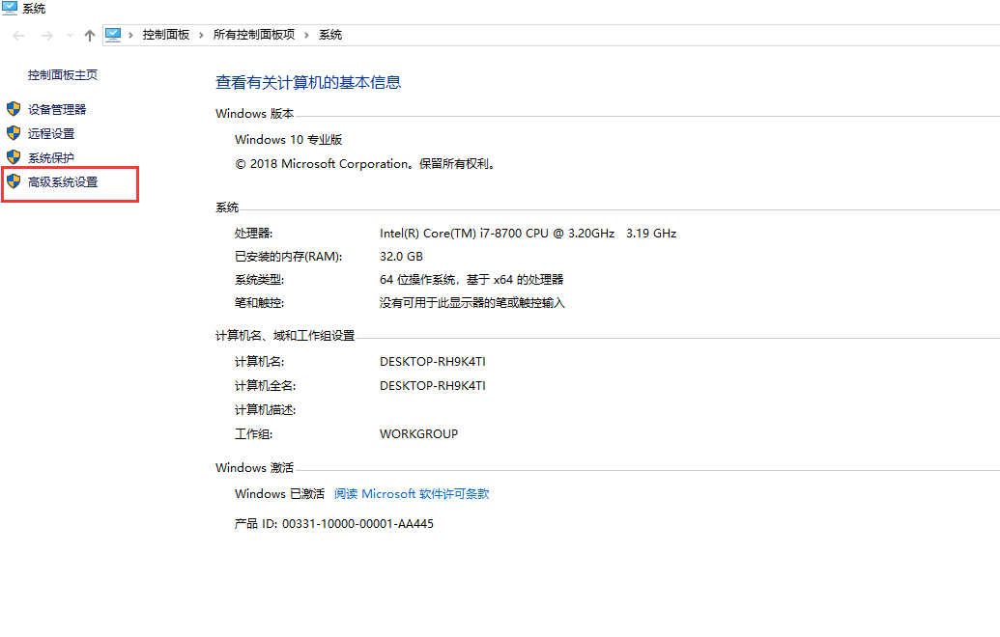 系统
控制面板 › 所有控制面板项 › 系统
控制面板主页
设备管理器
远程设置
系统保护
高级系统设置
查看有关计算机的基本信息
Windows 版本
Windows 10 专业版
© 2018 Microsoft Corporation。保留所有权利。
系统
处理器: Intel(R) Core(TM) i7-8700 CPU @ 3.20GHz 3.19 GHz
已安装的内存(RAM): 32.0 GB
系统类型: 64 位操作系统，基于 x64 的处理器
笔和触控: 没有可用于此显示器的笔或触控输入
计算机名、域和工作组设置
计算机名: DESKTOP-RH9K4TI
计算机全名: DESKTOP-RH9K4TI
计算机描述:
工作组: WORKGROUP
Windows 激活
Windows 已激活 阅读 Microsoft 软件许可条款
产品 ID: 00331-10000-00001-AA445